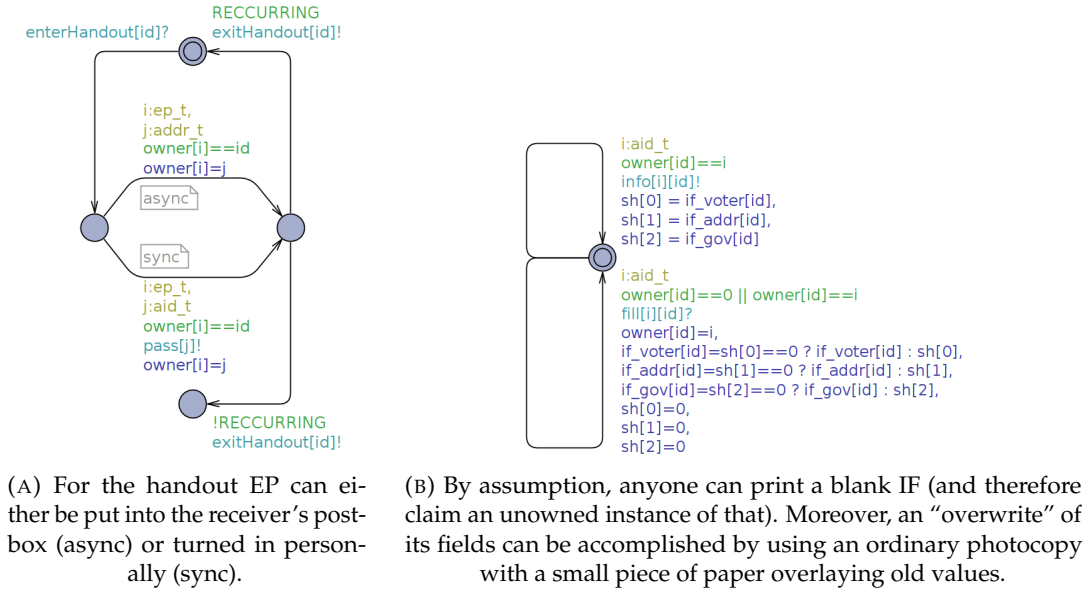 RECCURRING
enterHandout[id]?
exitHandout[id]!
i:ep_t,
j:addr_t
owner[i]==id
owner[i]=j
async
sync
i:ep_t,
j:aid_t
owner[i]==id
pass[j]!
owner[i]=j
!RECCURRING
exitHandout[id]!
(A) For the handout EP can ei-
ther be put into the receiver's post-
box (async) or turned in person-
ally (sync).
i:aid_t
owner[id]==i
info[i][id]!
sh[0] = if_voter[id],
sh[1] = if_addr[id],
sh[2] = if_gov[id]
i:aid_t
owner[id]==0 || owner[id]==i
fill[i][id]?
owner[id]=i,
if_voter[id]=sh[0]==0 ? if_voter[id] : sh[0],
if_addr[id]=sh[1]==0 ? if_addr[id] : sh[1],
if_gov[id]=sh[2]==0 ? if_gov[id] : sh[2],
sh[0]=0,
sh[1]=0,
sh[2]=0
(B) By assumption, anyone can print a blank IF (and therefore
claim an unowned instance of that). Moreover, an "overwrite" of
its fields can be accomplished by using an ordinary photocopy
with a small piece of paper overlaying old values.